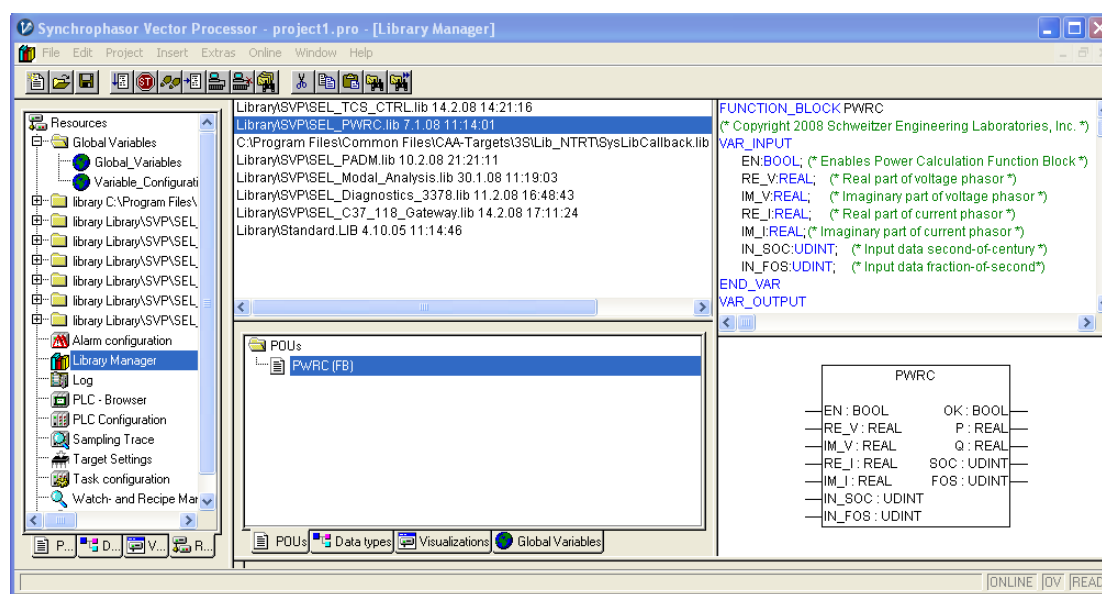 Synchrophasor Vector Processor - project1.pro - [Library Manager]
File Edit Project Insert Extras Online Window Help
Resources
Global Variables
Global_Variables
Variable_Configurati
library C:\Program Files\
library Library\SVP\SEL_
library Library\SVP\SEL_
library Library\SVP\SEL_
library Library\SVP\SEL_
library Library\SVP\SEL_
library Library\SVP\SEL_
Alarm configuration
Library Manager
Log
PLC - Browser
PLC Configuration
Sampling Trace
Target Settings
Task configuration
Watch- and Recipe Mar
P... D... V... R...
Library\SVP\SEL_TCS_CTRL.lib 14.2.08 14:21:16
Library\SVP\SEL_PWRC.lib 7.1.08 11:14:01
C:\Program Files\Common Files\CAA-Targets\3S\Lib_NTRT\SysLibCallback.lib
Library\SVP\SEL_PADM.lib 10.2.08 21:21:11
Library\SVP\SEL_Modal_Analysis.lib 30.1.08 11:19:03
Library\SVP\SEL_Diagnostics_3378.lib 11.2.08 16:48:43
Library\SVP\SEL_C37_118_Gateway.lib 14.2.08 17:11:24
Library\Standard.LIB 4.10.05 11:14:46
POUs
PWRC (FB)
POUs Data types Visualizations Global Variables
FUNCTION_BLOCK PWRC
(* Copyright 2008 Schweitzer Engineering Laboratories, Inc. *)
VAR_INPUT
EN:BOOL; (* Enables Power Calculation Function Block *)
RE_V:REAL; (* Real part of voltage phasor *)
IM_V:REAL; (* Imaginary part of voltage phasor *)
RE_I:REAL; (* Real part of current phasor *)
IM_I:REAL; (* Imaginary part of current phasor *)
IN_SOC:UDINT; (* Input data second-of-century *)
IN_FOS:UDINT; (* Input data fraction-of-second*)
END_VAR
VAR_OUTPUT
PWRC
EN : BOOL OK : BOOL
RE_V : REAL P : REAL
IM_V : REAL Q : REAL
RE_I : REAL SOC : UDINT
IM_I : REAL FOS : UDINT
IN_SOC : UDINT
IN_FOS : UDINT
ONLINE OV READ